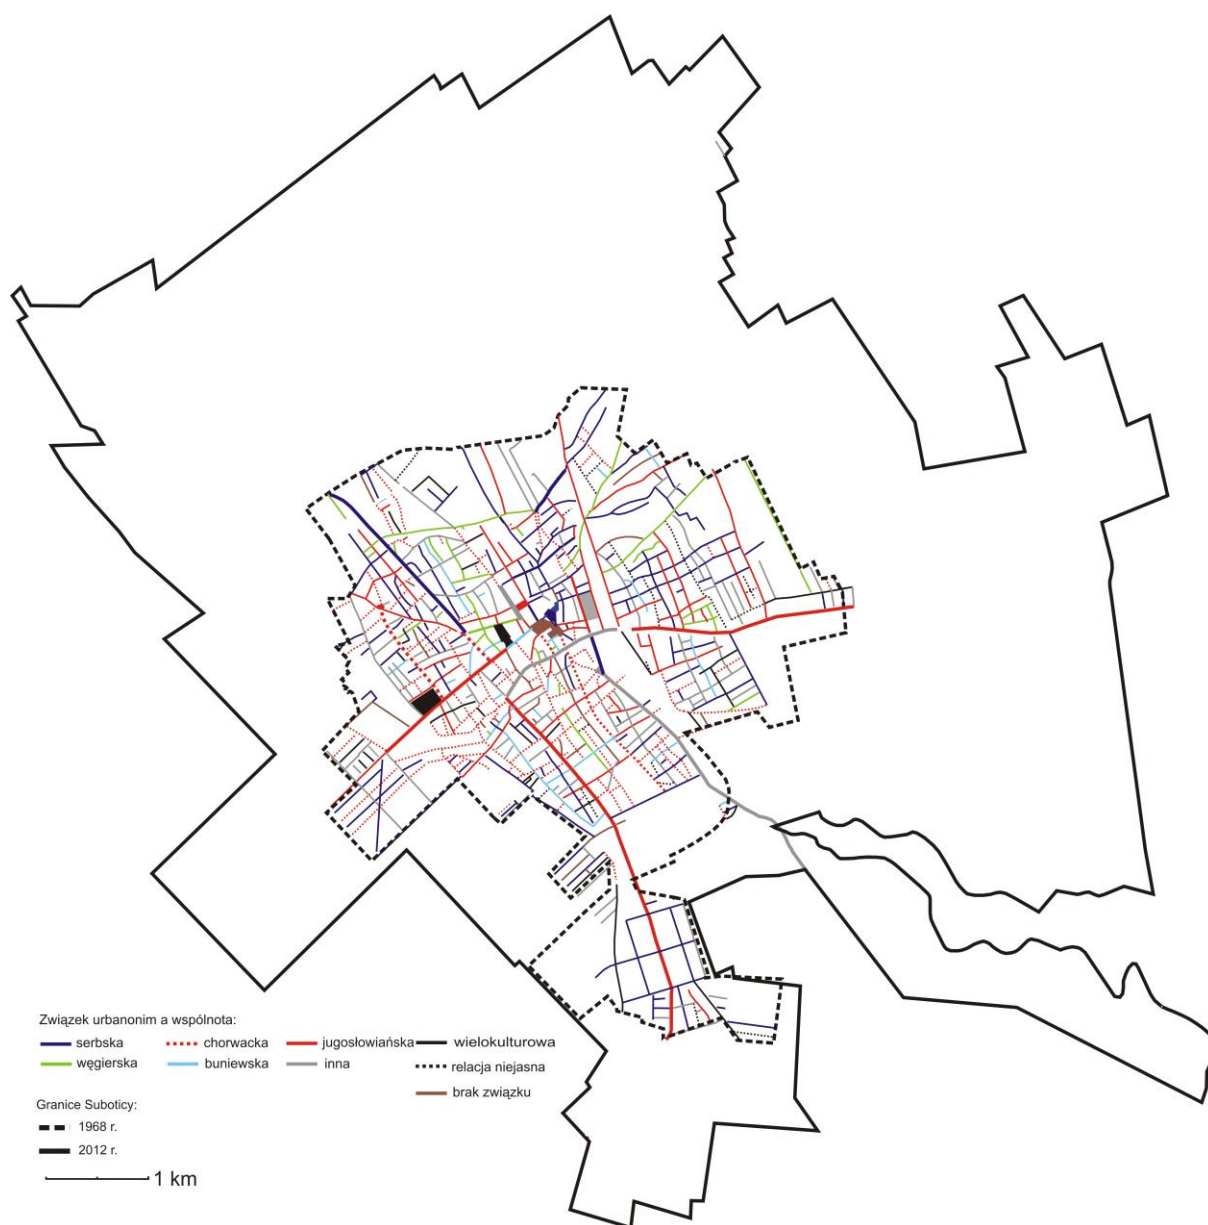 Związek urbanonim a wspólnota:
serbska
chorwacka
jugosłowiańska
wielokulturowa
węgierska
buniewska
inna
relacja niejasna
brak związku
Granice Suboticy:
1968 r.
2012 r.
1 km